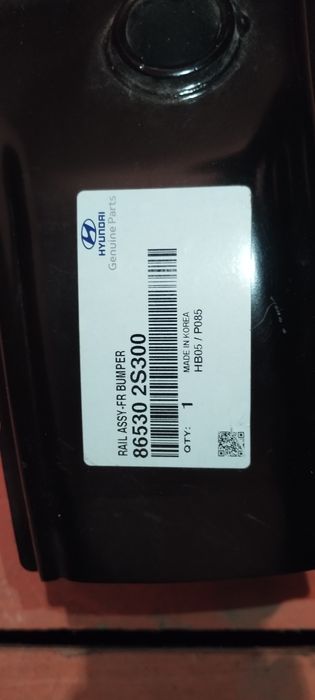 HYUNDAI
Genuine Parts
RAIL ASSY-FR BUMPER
86530 2S300
QTY: 1
MADE IN KOREA
HB05 / P085